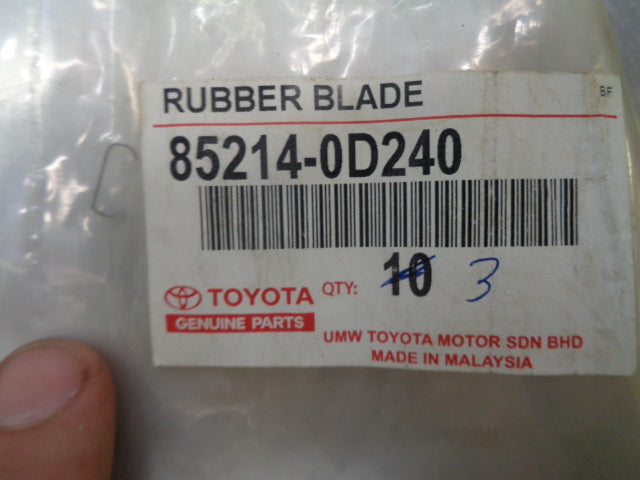 RUBBER BLADE
BF
85214-0D240
TOYOTA QTY: 10 3
GENUINE PARTS
UMW TOYOTA MOTOR SDN BHD
MADE IN MALAYSIA